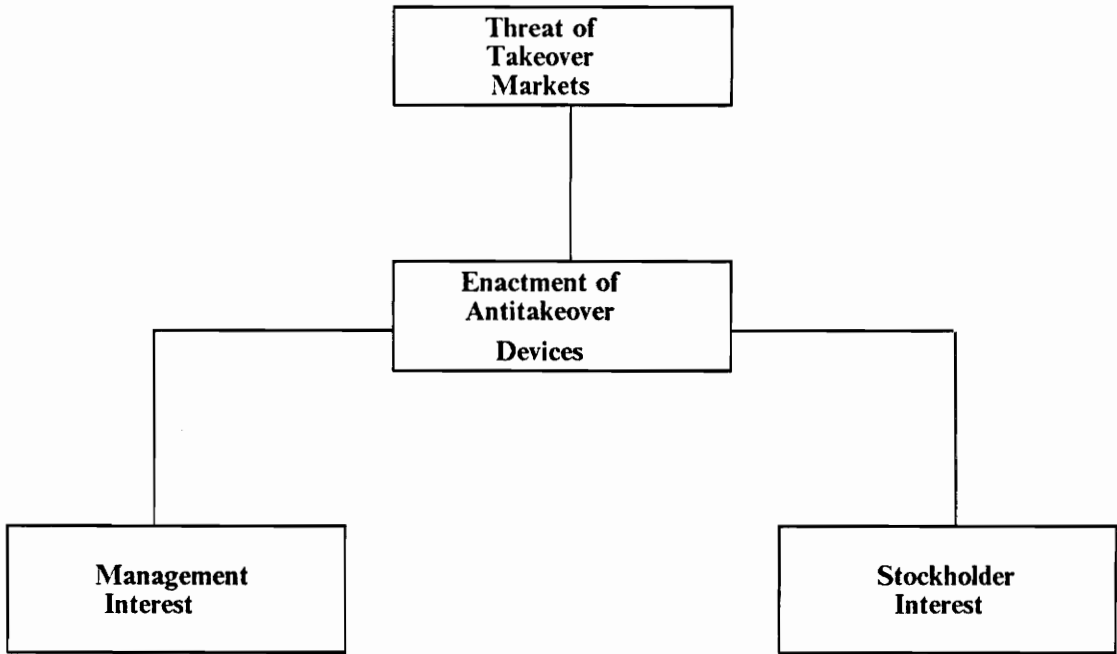 Threat of
Takeover
Markets
Enactment of
Antitakeover
Devices
Management
Interest
Stockholder
Interest